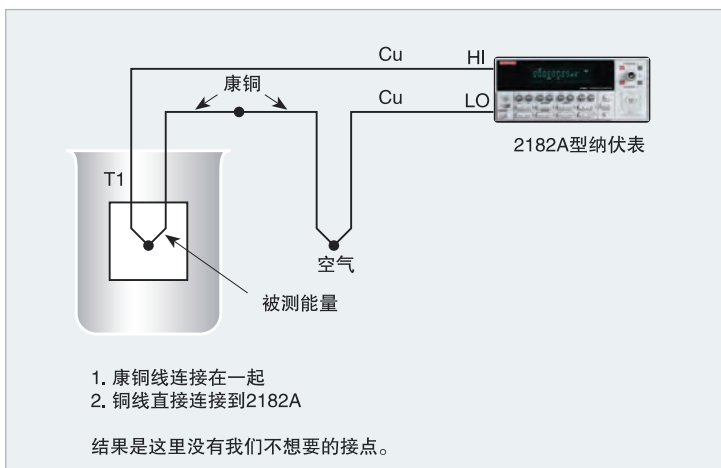 Cu
HI
康铜
Cu
LO
2182A型纳伏表
T1
空气
被测能量
1. 康铜线连接在一起
2. 铜线直接连接到2182A
结果是这里没有我们不想要的接点。